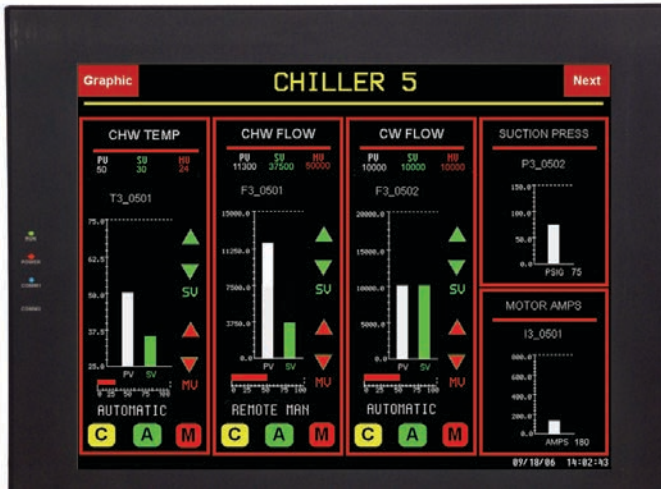 Graphic
CHILLER 5
Next
CHW TEMP
PV SV MV
50 30 24
T3_0501
75.0
62.5
50.0
37.5
25.0
SV
PV SV
MV
0 25 50 75 100
AUTOMATIC
C A M
CHW FLOW
PV SV MV
11300 37500 60000
F3_0501
15000.0
11250.0
7500.0
3750.0
0.0
SV
PV SV
MV
0 25 50 75 100
REMOTE MAN
C A M
CW FLOW
PV SV MV
10000 10000 10000
F3_0502
20000.0
15000.0
10000.0
5000.0
0.0
SV
PV SV
MV
0 25 50 75 100
AUTOMATIC
C A M
SUCTION PRESS
P3_0502
150.0
100.0
50.0
0.0
PSIG 75
MOTOR AMPS
I3_0501
800.0
600.0
400.0
200.0
0.0
AMPS 180
09/18/06 14:02:43
RUN
POWER
COMM1